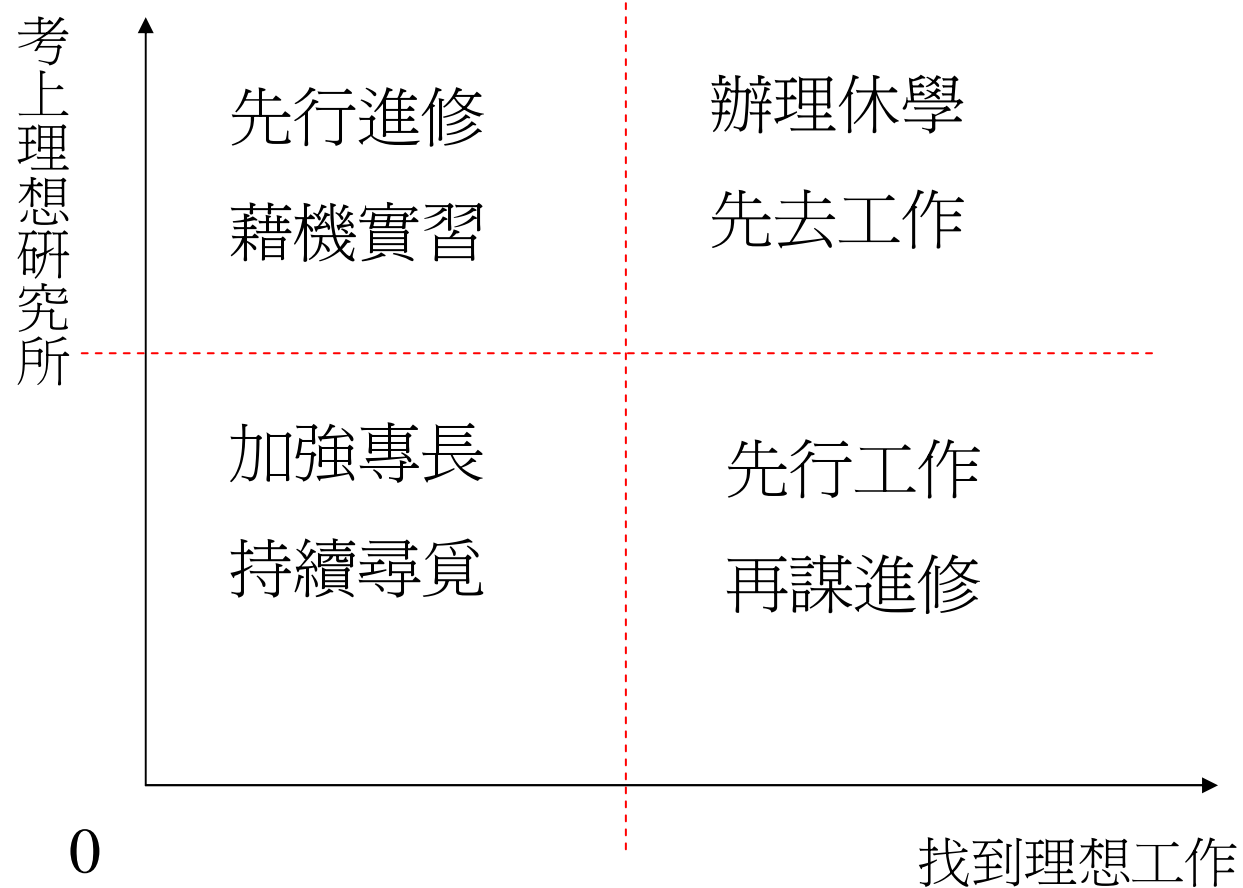 考上理想研究所
先行進修
藉機實習
辦理休學
先去工作
加強專長
持續尋覓
先行工作
再謀進修
0
找到理想工作